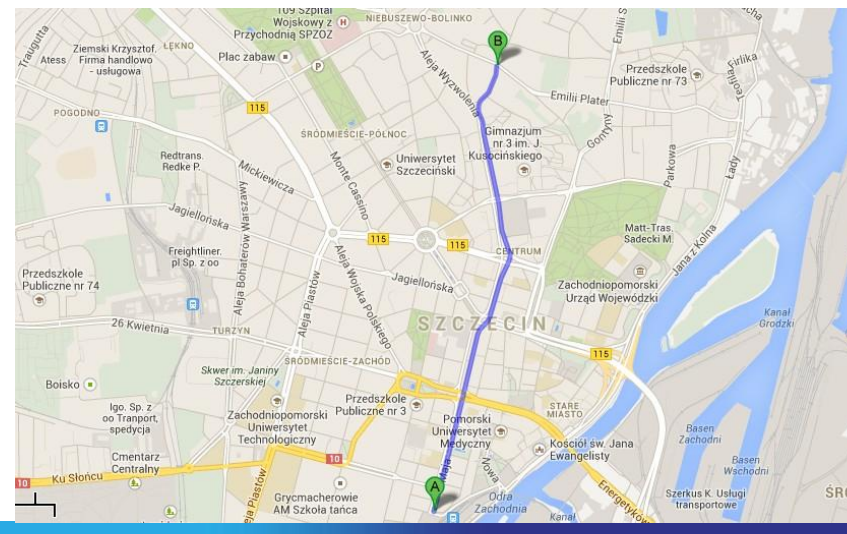 109 Szpital
Wojskowy z
Przychodnią SPZOZ
NIEBUSZEWO-BOLINKO
B
Traugutta
Atess
Ziemski Krzysztof.
Firma handlowo
- usługowa
ŁĘKNO
Plac zabaw
P
Aleja Wyzwolenia
Przedszkole
Publiczne nr 73
Firlika
Teofila
Emilii Plater
115
POGODNO
ŚRÓDMIEŚCIE-PÓŁNOC
Gimnazjum
nr 3 im. J.
Kusocińskiego
Gontyny
Redtrans.
Redke P.
Mickiewicza
Monte Cassino
Uniwersytet
Szczeciński
Parkowa
Łady
Jagiellońska
Aleja Bohaterów Warszawy
Freightliner.
pl Sp. z oo
115
115
CENTRUM
Matt-Tras.
Sadecki M
Jana z Kolna
Przedszkole
Publiczne nr 74
Aleja Piastów
Aleja Wojska Polskiego
Jagiellońska
Zachodniopomorski
Urząd Wojewódzki
Kanał
Grodzki
26 Kwietnia
TURZYN
SZCZECIN
115
ŚRÓDMIEŚCIE-ZACHÓD
Skwer im. Janiny
Szczerskiej
Boisko
Przedszkole
Publiczne nr 3
STARE
MIASTO
Igo. Sp. z
oo Tranport,
spedycja
Zachodniopomorski
Uniwersytet
Technologiczny
Pomorski
Uniwersytet
Medyczny
Kościół św. Jana
Ewangelisty
Basen
Zachodni
Cmentarz
Centralny
10
Maja
Nowa
Basen
Wschodni
10
Ku Słońcu
A
Grycmacherowie
AM Szkoła tańca
Odra
Zachodnia
Kanał
Energetyków
Szerkus K. Usługi
transportowe